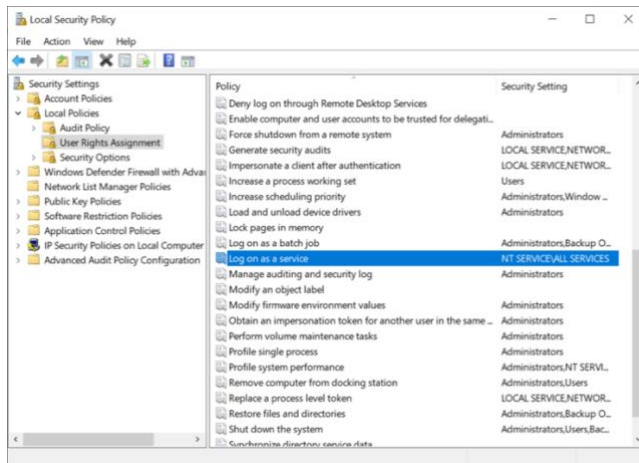 Local Security Policy
File Action View Help
Security Settings
Account Policies
Local Policies
Audit Policy
User Rights Assignment
Security Options
Windows Defender Firewall with Advar
Network List Manager Policies
Public Key Policies
Software Restriction Policies
Application Control Policies
IP Security Policies on Local Computer
Advanced Audit Policy Configuration
Policy Security Setting
Deny log on through Remote Desktop Services
Enable computer and user accounts to be trusted for delegati...
Force shutdown from a remote system Administrators
Generate security audits LOCAL SERVICE,NETWOR...
Impersonate a client after authentication LOCAL SERVICE,NETWOR...
Increase a process working set Users
Increase scheduling priority Administrators,Window ...
Load and unload device drivers Administrators
Lock pages in memory
Log on as a batch job Administrators,Backup O...
Log on as a service NT SERVICE\ALL SERVICES
Manage auditing and security log Administrators
Modify an object label
Modify firmware environment values Administrators
Obtain an impersonation token for another user in the same ... Administrators
Perform volume maintenance tasks Administrators
Profile single process Administrators
Profile system performance Administrators,NT SERVI...
Remove computer from docking station Administrators,Users
Replace a process level token LOCAL SERVICE,NETWOR...
Restore files and directories Administrators,Backup O...
Shut down the system Administrators,Users,Bac...
Synchronize directory service data